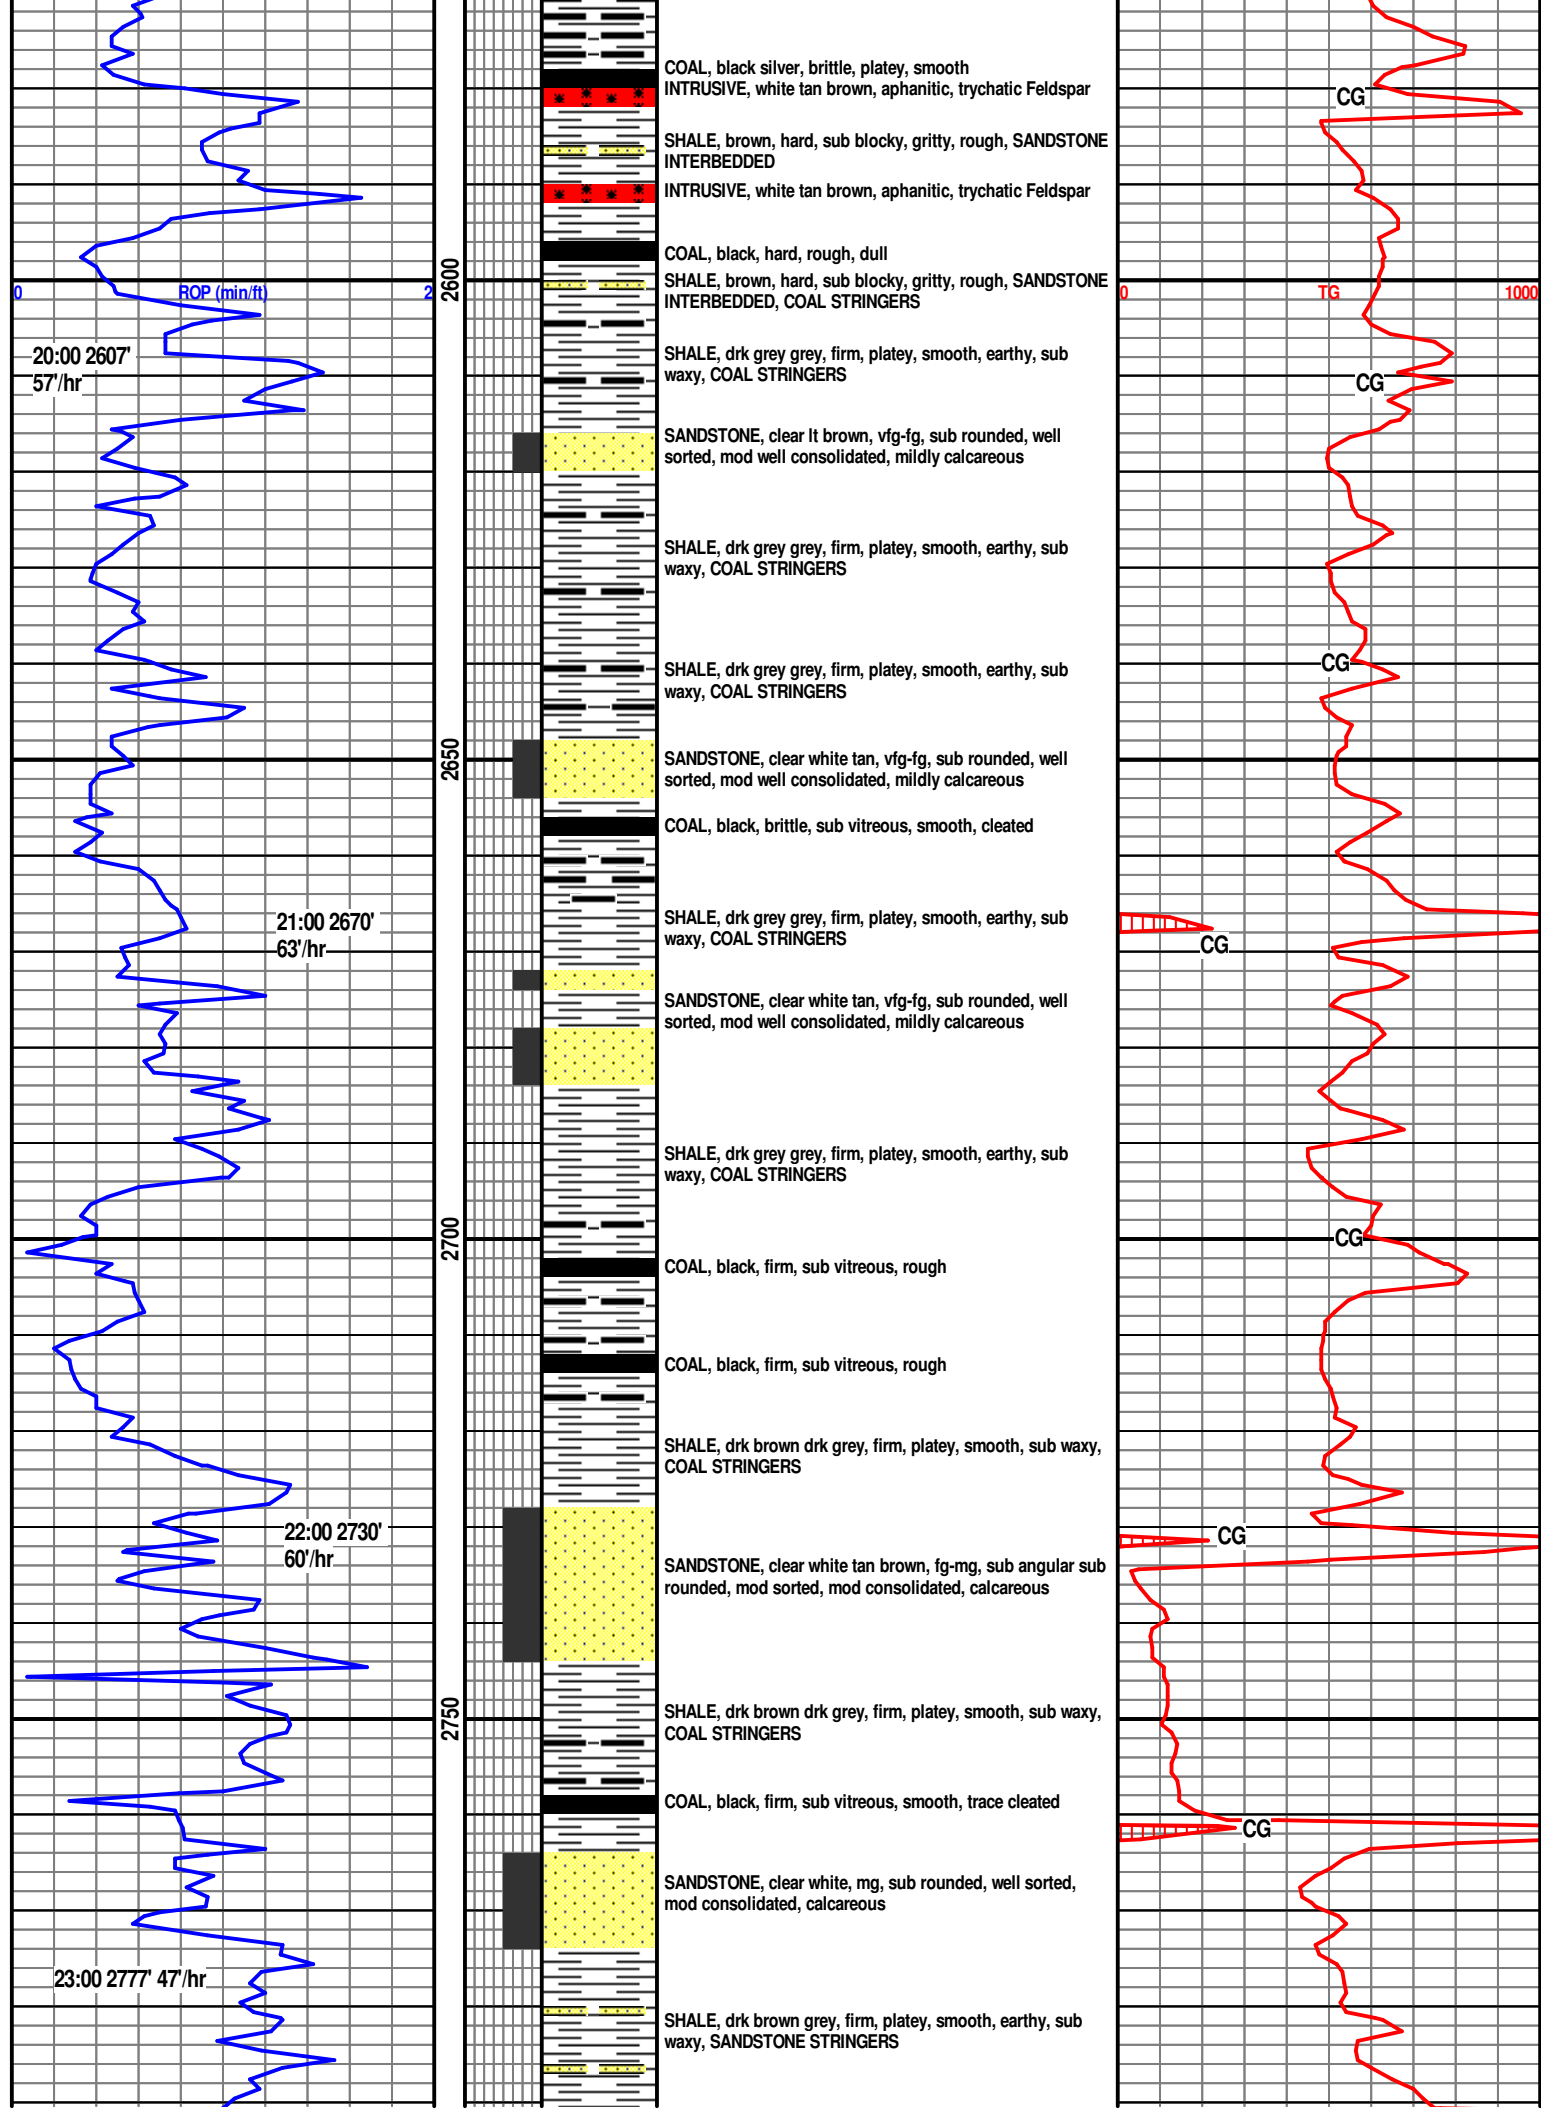 COAL, black silver, brittle, platey, smooth
INTRUSIVE, white tan brown, aphanitic, trychatic Feldspar
CG
SHALE, brown, hard, sub blocky, gritty, rough, SANDSTONE
INTERBEDDED
INTRUSIVE, white tan brown, aphanitic, trychatic Feldspar
COAL, black, hard, rough, dull
2600
SHALE, brown, hard, sub blocky, gritty, rough, SANDSTONE
INTERBEDDED, COAL STRINGERS
0 ROP (min/ft) 2
0 TG 1000
20:00 2607'
57'/hr
SHALE, drk grey grey, firm, platey, smooth, earthy, sub
waxy, COAL STRINGERS
CG
SANDSTONE, clear lt brown, vfg-fg, sub rounded, well
sorted, mod well consolidated, mildly calcareous
SHALE, drk grey grey, firm, platey, smooth, earthy, sub
waxy, COAL STRINGERS
SHALE, drk grey grey, firm, platey, smooth, earthy, sub
waxy, COAL STRINGERS
CG
2650
SANDSTONE, clear white tan, vfg-fg, sub rounded, well
sorted, mod well consolidated, mildly calcareous
COAL, black, brittle, sub vitreous, smooth, cleated
21:00 2670'
63'/hr
SHALE, drk grey grey, firm, platey, smooth, earthy, sub
waxy, COAL STRINGERS
CG
SANDSTONE, clear white tan, vfg-fg, sub rounded, well
sorted, mod well consolidated, mildly calcareous
SHALE, drk grey grey, firm, platey, smooth, earthy, sub
waxy, COAL STRINGERS
2700
CG
COAL, black, firm, sub vitreous, rough
COAL, black, firm, sub vitreous, rough
SHALE, drk brown drk grey, firm, platey, smooth, sub waxy,
COAL STRINGERS
22:00 2730'
60'/hr
CG
SANDSTONE, clear white tan brown, fg-mg, sub angular sub
rounded, mod sorted, mod consolidated, calcareous
2750
SHALE, drk brown drk grey, firm, platey, smooth, sub waxy,
COAL STRINGERS
COAL, black, firm, sub vitreous, smooth, trace cleated
CG
SANDSTONE, clear white, mg, sub rounded, well sorted,
mod consolidated, calcareous
23:00 2777' 47'/hr
SHALE, drk brown grey, firm, platey, smooth, earthy, sub
waxy, SANDSTONE STRINGERS